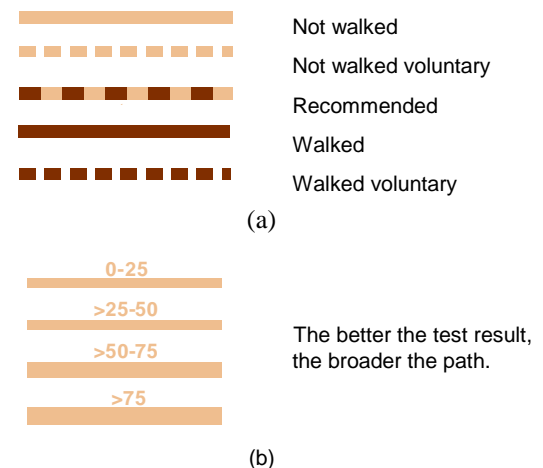 Not walked
Not walked voluntary
Recommended
Walked
Walked voluntary
(a)
0-25
>25-50
>50-75
>75
The better the test result,
the broader the path.
(b)